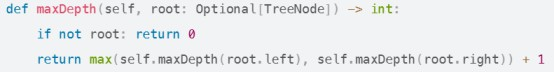 def maxDepth(self, root: Optional[TreeNode]) -> int:
    if not root: return 0
    return max(self.maxDepth(root.left), self.maxDepth(root.right)) + 1